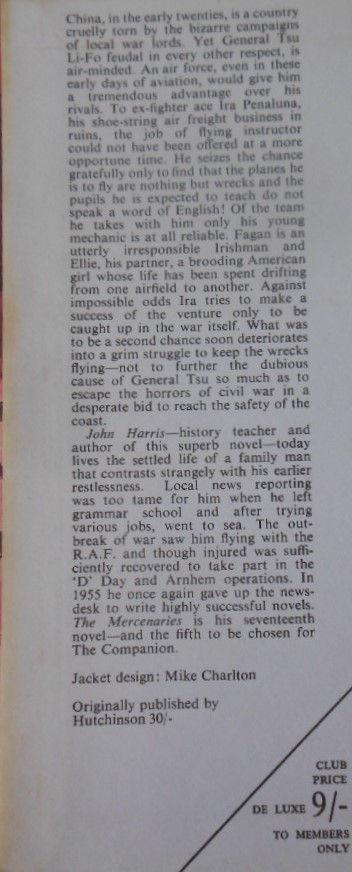 China, in the early twenties, is a country
cruelly torn by the bizarre campaigns
of local war lords. Yet General Tsu
Li-Fo feudal in every other respect, is
air-minded. An air force, even in these
early days of aviation, would give him
a tremendous advantage over his
rivals. To ex-fighter ace Ira Penaluna,
his shoe-string air freight business in
ruins, the job of flying instructor
could not have been offered at a more
opportune time. He seizes the chance
gratefully only to find that the planes he
is to fly are nothing but wrecks and the
pupils he is expected to teach do not
speak a word of English! Of the team
he takes with him only his young
mechanic is at all reliable. Fagan is an
utterly irresponsible Irishman and
Ellie, his partner, a brooding American
girl whose life has been spent drifting
from one airfield to another. Against
impossible odds Ira tries to make a
success of the venture only to be
caught up in the war itself. What was
to be a second chance soon deteriorates
into a grim struggle to keep the wrecks
flying—not to further the dubious
cause of General Tsu so much as to
escape the horrors of civil war in a
desperate bid to reach the safety of the
coast.
John Harris—history teacher and
author of this superb novel—today
lives the settled life of a family man
that contrasts strangely with his earlier
restlessness. Local news reporting
was too tame for him when he left
grammar school and after trying
various jobs, went to sea. The out-
break of war saw him flying with the
R.A.F. and though injured was suffi-
ciently recovered to take part in the
'D' Day and Arnhem operations. In
1955 he once again gave up the news-
desk to write highly successful novels.
The Mercenaries is his seventeenth
novel—and the fifth to be chosen for
The Companion.
Jacket design: Mike Charlton
Originally published by
Hutchinson 30/-
CLUB
PRICE
DE LUXE 9/-
TO MEMBERS
ONLY